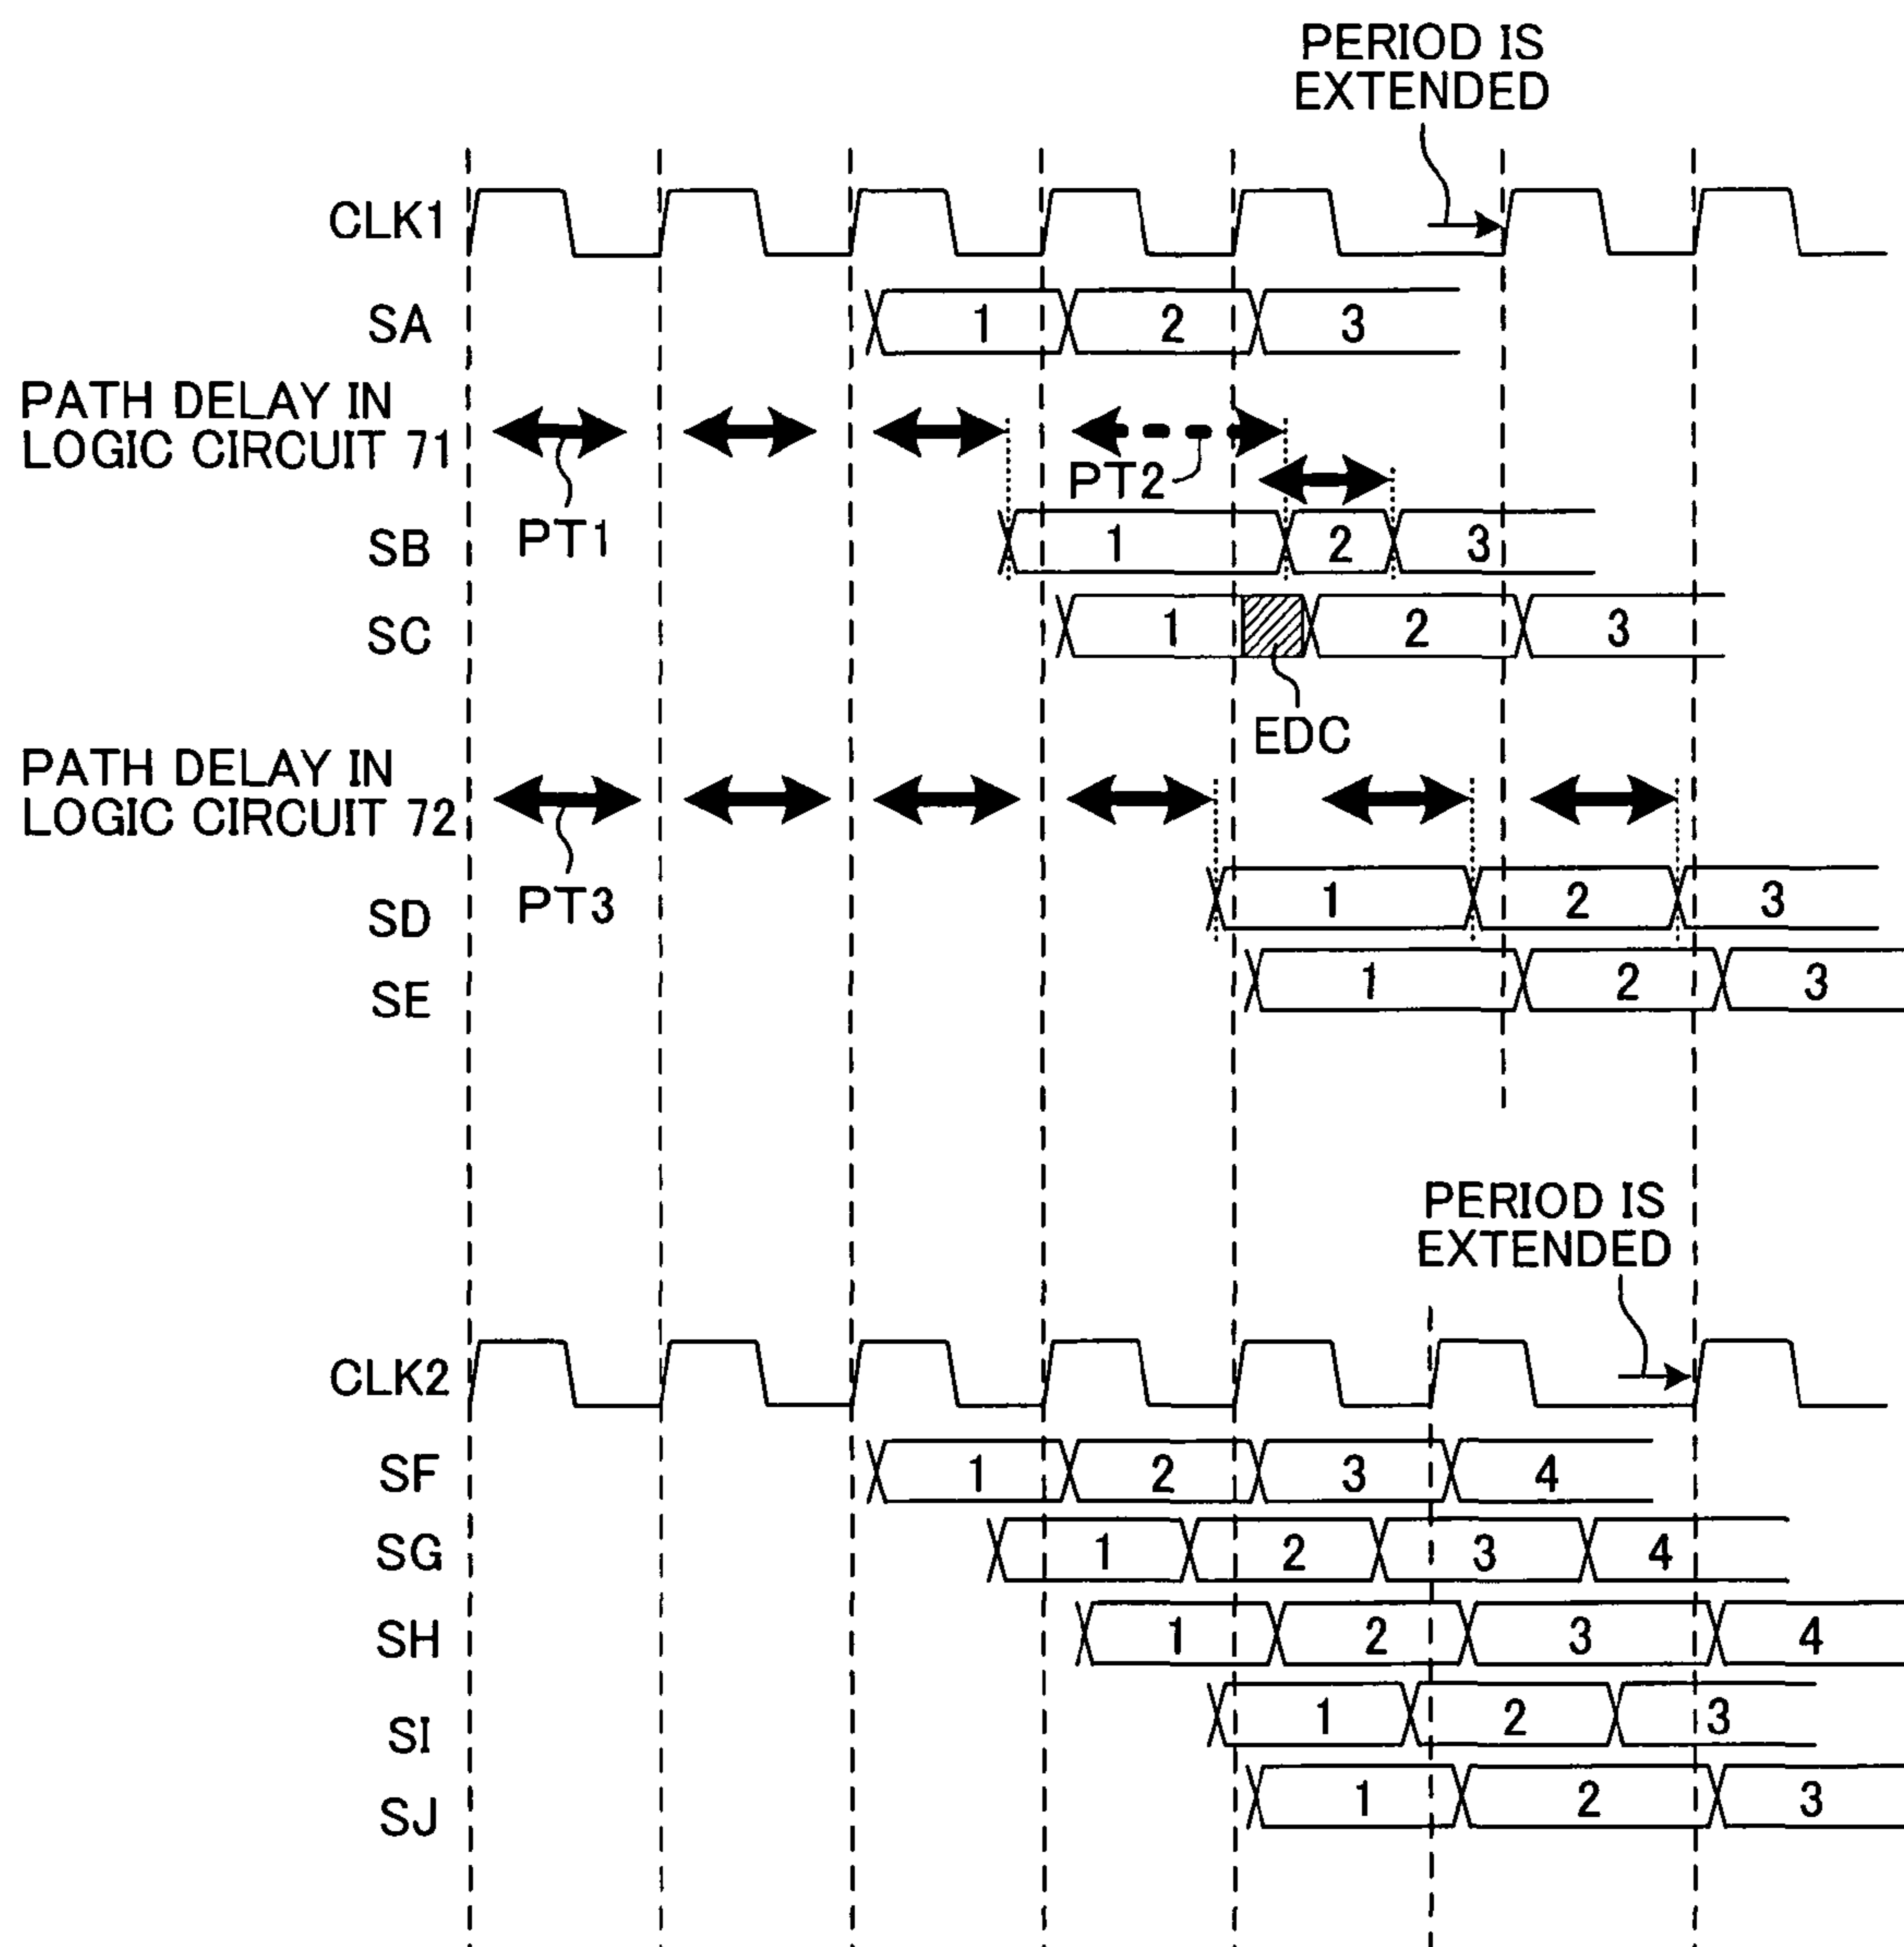 PERIOD IS
EXTENDED
CLK1
SA 1 2 3
PATH DELAY IN
LOGIC CIRCUIT 71
PT1
PT2
SB 1 2 3
SC 1 2 3
EDC
PATH DELAY IN
LOGIC CIRCUIT 72
PT3
SD 1 2 3
SE 1 2 3
PERIOD IS
EXTENDED
CLK2
SF 1 2 3 4
SG 1 2 3 4
SH 1 2 3 4
SI 1 2 3
SJ 1 2 3